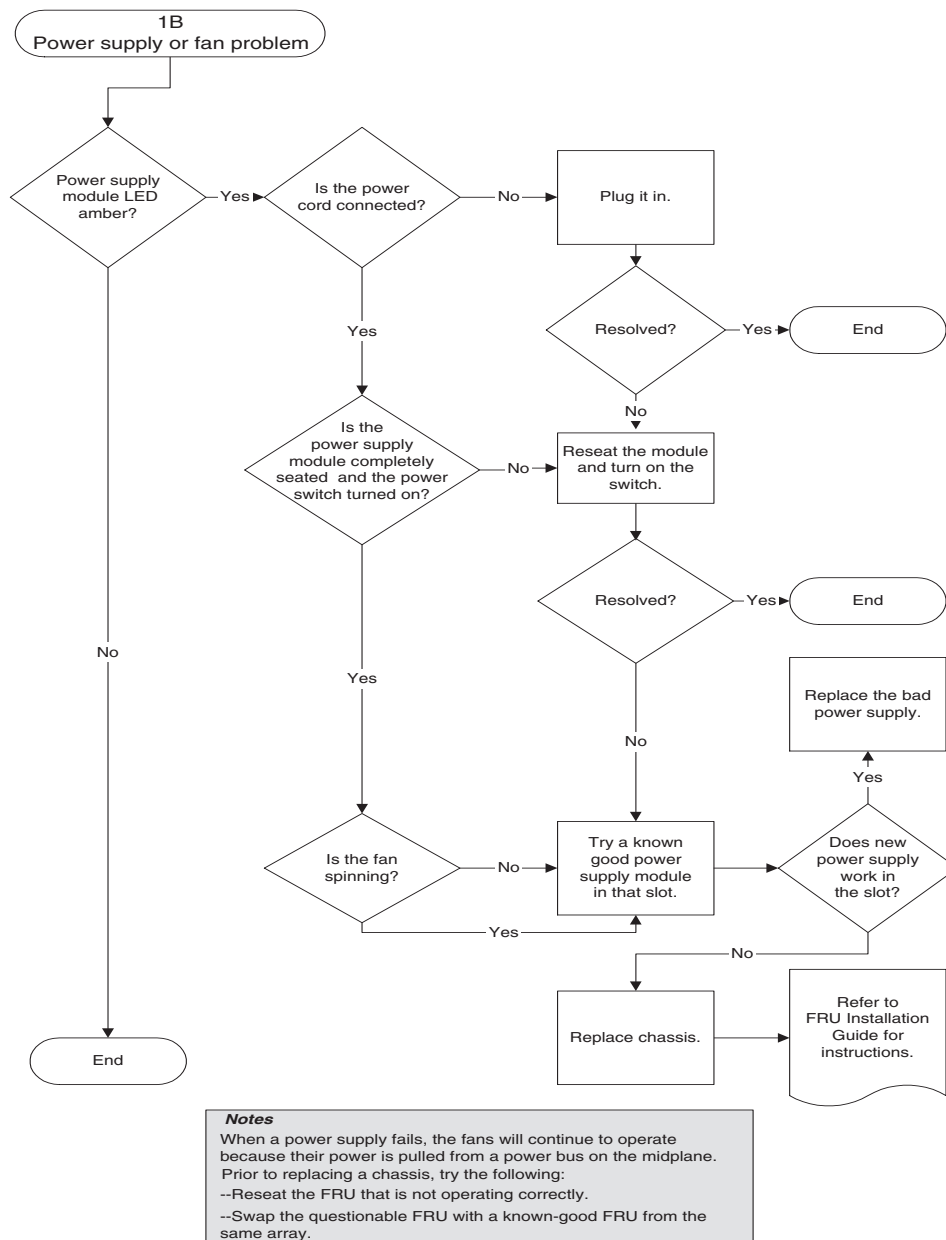 1B
Power supply or fan problem
Power supply
module LED
amber?
Yes
Is the power
cord connected?
No
Plug it in.
Yes
Resolved?
Yes
End
No
Is the
power supply
module completely
seated and the power
switch turned on?
No
Reseat the module
and turn on the
switch.
Resolved?
Yes
End
No
Yes
No
Replace the bad
power supply.
Yes
Is the fan
spinning?
No
Yes
Try a known
good power
supply module
in that slot.
Does new
power supply
work in
the slot?
No
End
Replace chassis.
Refer to
FRU Installation
Guide for
instructions.
Notes
When a power supply fails, the fans will continue to operate
because their power is pulled from a power bus on the midplane.
Prior to replacing a chassis, try the following:
--Reseat the FRU that is not operating correctly.
--Swap the questionable FRU with a known-good FRU from the
same array.